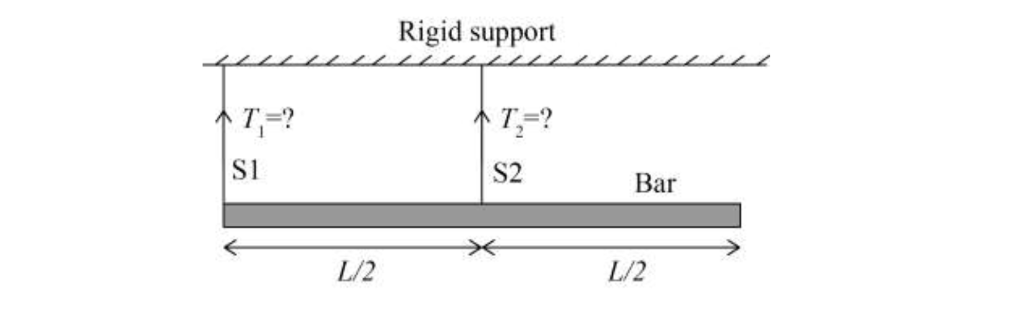 Rigid support
T₁=?
T₂=?
S1
S2
Bar
L/2
L/2